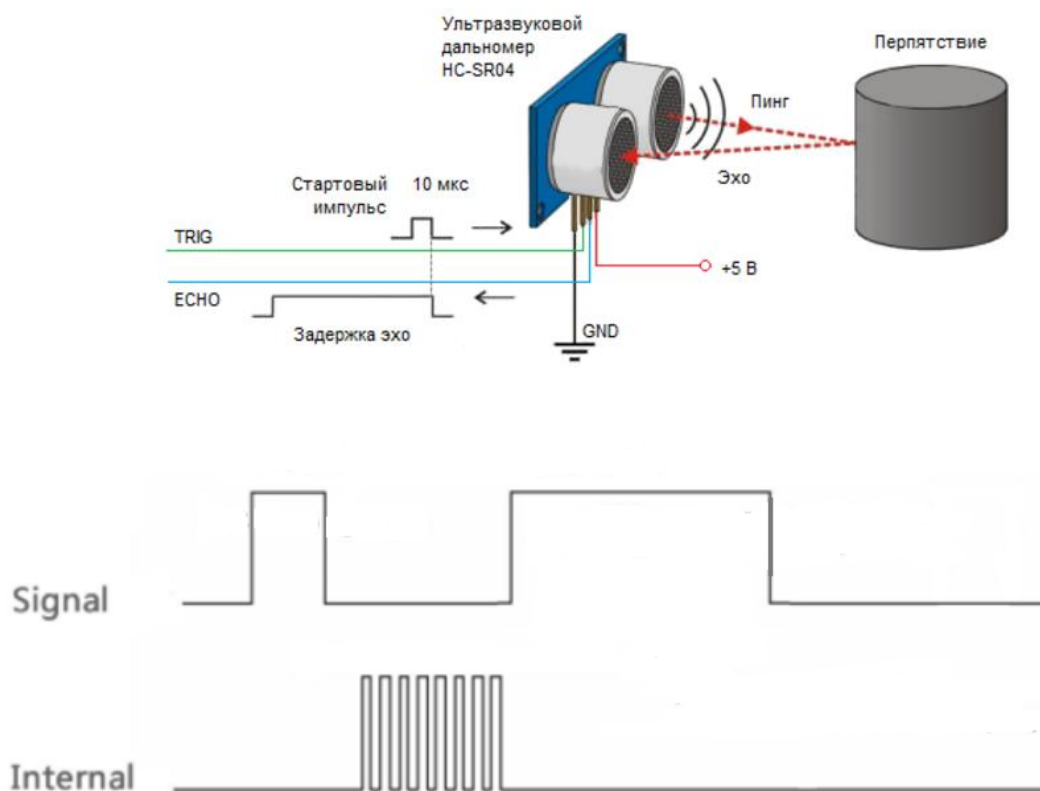 Ультразвуковой
дальномер
HC-SR04
Перпятствие
Пинг
Эхо
Стартовый 10 мкс
импульс
TRIG
+5 В
ECHO
GND
Задержка эхо
Signal
Internal